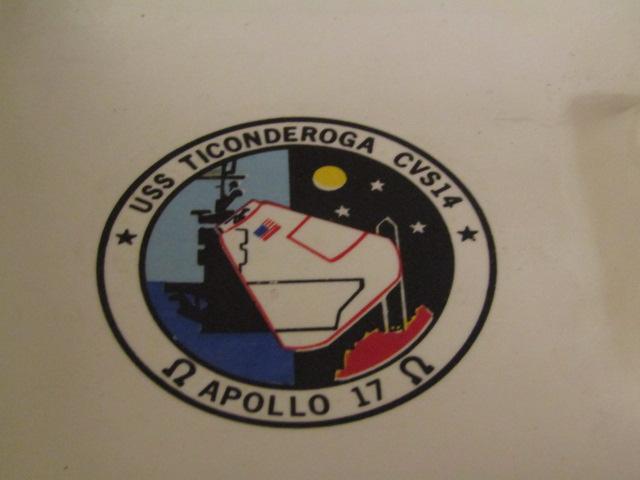 USS TICONDEROGA CVS14
Ω APOLLO 17 Ω